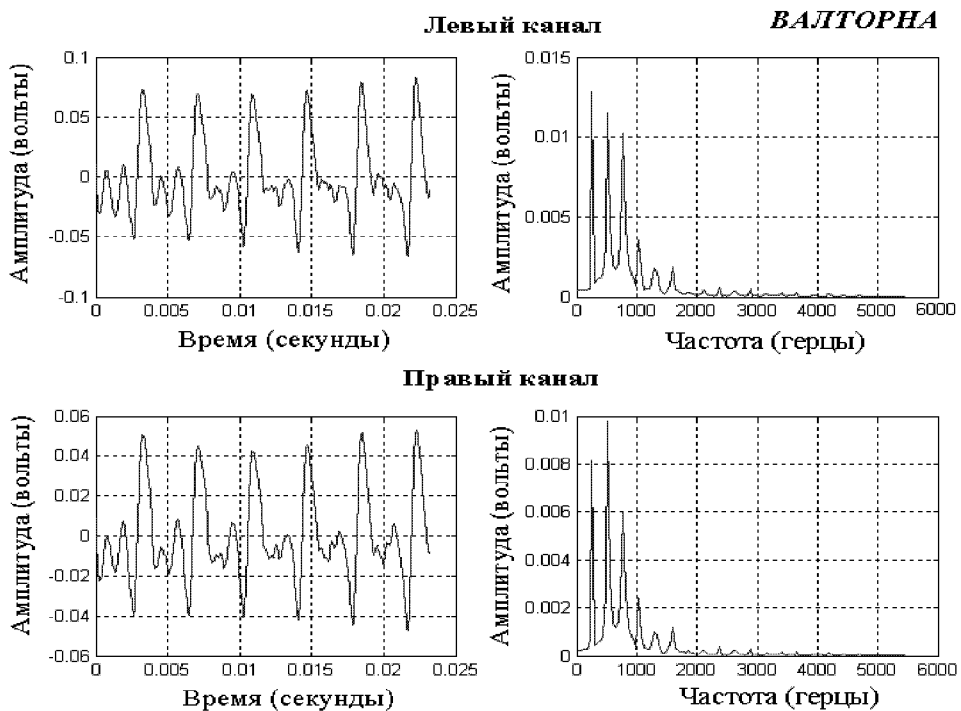 Левый канал
ВАЛТОРНА
Амплитуда (вольты)
0.1
0.05
0
-0.05
-0.1
0 0.005 0.01 0.015 0.02 0.025
Время (секунды)
Амплитуда (вольты)
0.015
0.01
0.005
0
0 1000 2000 3000 4000 5000 6000
Частота (герцы)
Правый канал
Амплитуда (вольты)
0.06
0.04
0.02
0
-0.02
-0.04
-0.06
0 0.005 0.01 0.015 0.02 0.025
Время (секунды)
Амплитуда (вольты)
0.01
0.008
0.006
0.004
0.002
0
0 1000 2000 3000 4000 5000 6000
Частота (герцы)